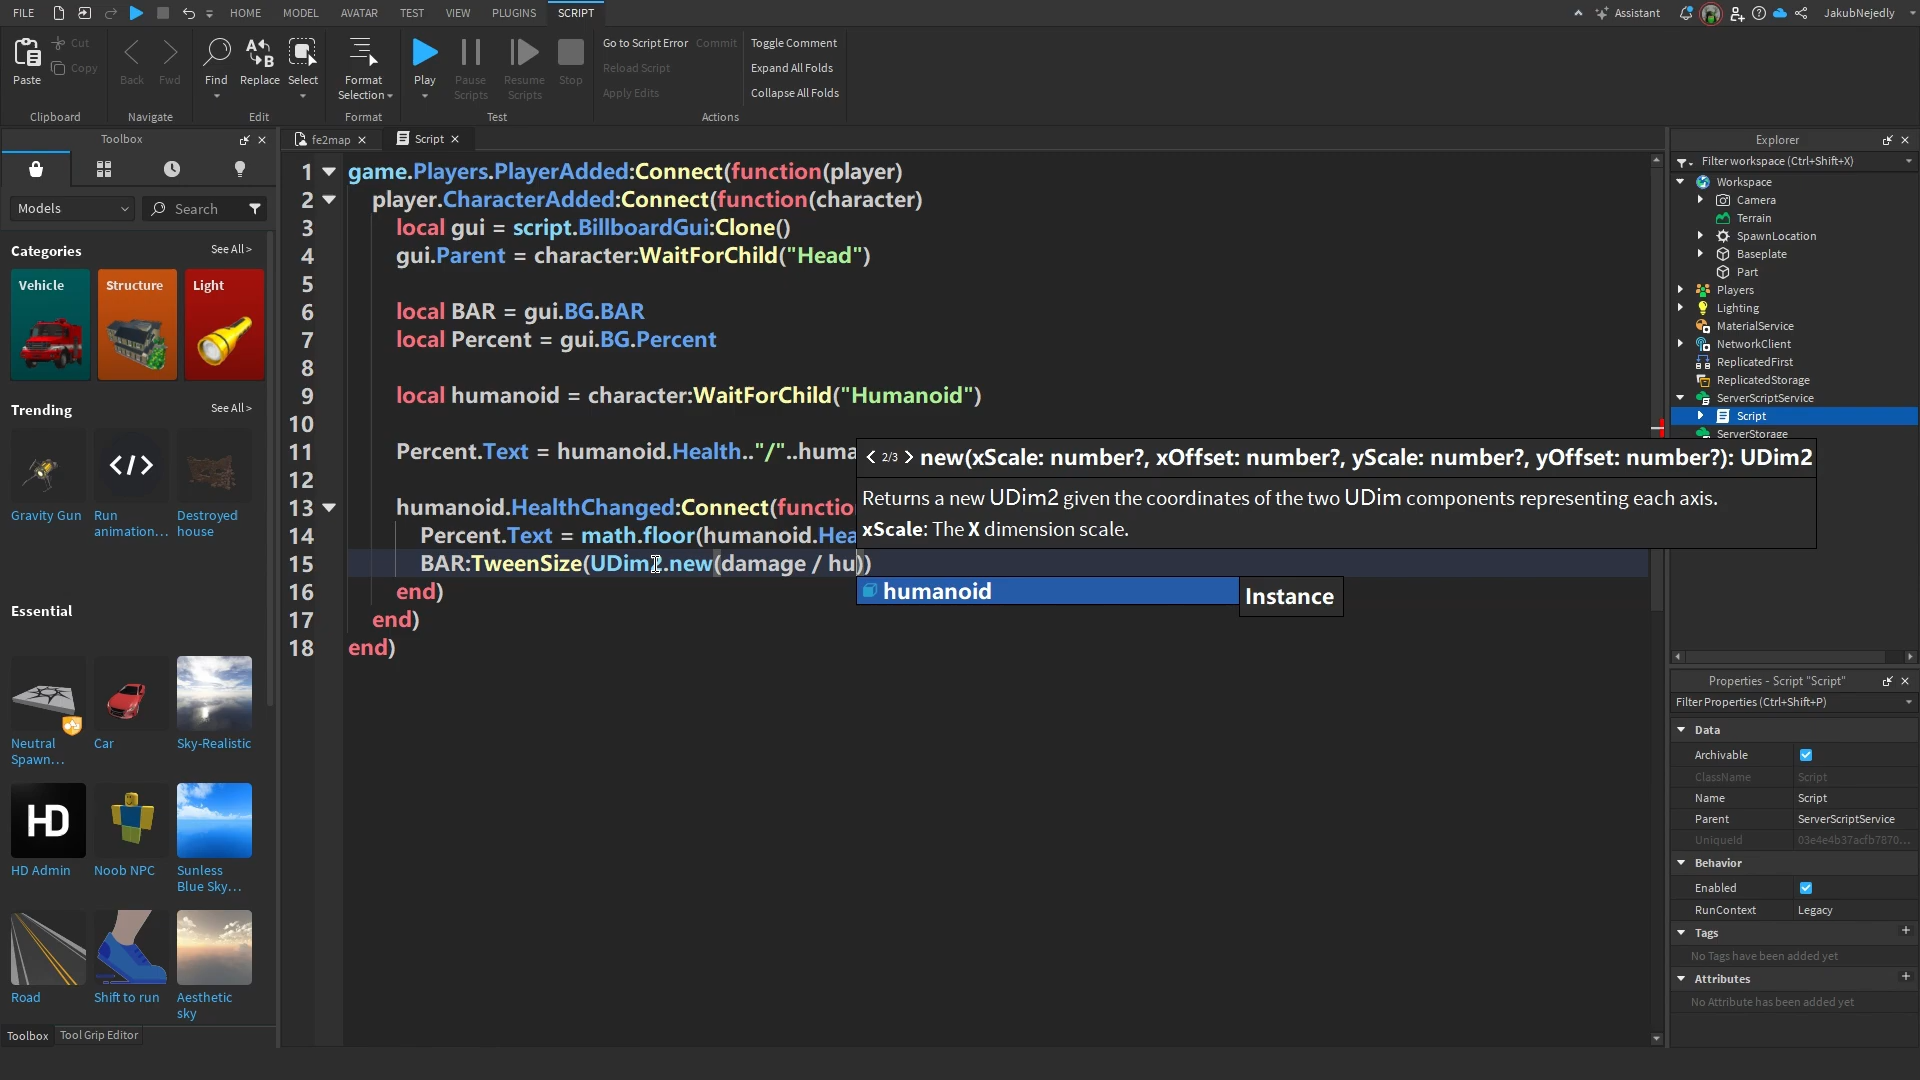 FILE HOME MODEL AVATAR TEST VIEW PLUGINS SCRIPT Assistant JakubNejedly
Paste Cut Copy Back Fwd Find Replace Select Format Selection Play Pause Scripts Resume Scripts Stop
Go to Script Error Commit Toggle Comment
Reload Script Expand All Folds
Apply Edits Collapse All Folds
Clipboard Navigate Edit Format Test Actions
Toolbox
fe2map Script
Models Search
Categories See All >
Vehicle Structure Light
Trending See All >
Gravity Gun
Run animation...
Destroyed house
Essential
Neutral Spawn...
Car
Sky-Realistic
HD
HD Admin
Noob NPC
Sunless Blue Sky...
Road
Shift to run
Aesthetic sky
Toolbox Tool Grip Editor
1 game.Players.PlayerAdded:Connect(function(player)
2 player.CharacterAdded:Connect(function(character)
3 local gui = script.BillboardGui:Clone()
4 gui.Parent = character:WaitForChild("Head")
5
6 local BAR = gui.BG.BAR
7 local Percent = gui.BG.Percent
8
9 local humanoid = character:WaitForChild("Humanoid")
10
11 Percent.Text = humanoid.Health.."/"..huma
12
13 humanoid.HealthChanged:Connect(functio
14 Percent.Text = math.floor(humanoid.Hea
15 BAR:TweenSize(UDim2.new(damage / hu))
16 end)
17 end)
18 end)
< 2/3 > new(xScale: number?, xOffset: number?, yScale: number?, yOffset: number?): UDim2
Returns a new UDim2 given the coordinates of the two UDim components representing each axis.
xScale: The X dimension scale.
humanoid Instance
Explorer
Filter workspace (Ctrl+Shift+X)
Workspace
Camera
Terrain
SpawnLocation
Baseplate
Part
Players
Lighting
MaterialService
NetworkClient
ReplicatedFirst
ReplicatedStorage
ServerScriptService
Script
ServerStorage
Properties - Script "Script"
Filter Properties (Ctrl+Shift+P)
Data
Archivable
ClassName Script
Name Script
Parent ServerScriptService
UniqueId 03e4e4b37acfb7870...
Behavior
Enabled
RunContext Legacy
Tags +
No Tags have been added yet
Attributes +
No Attribute has been added yet